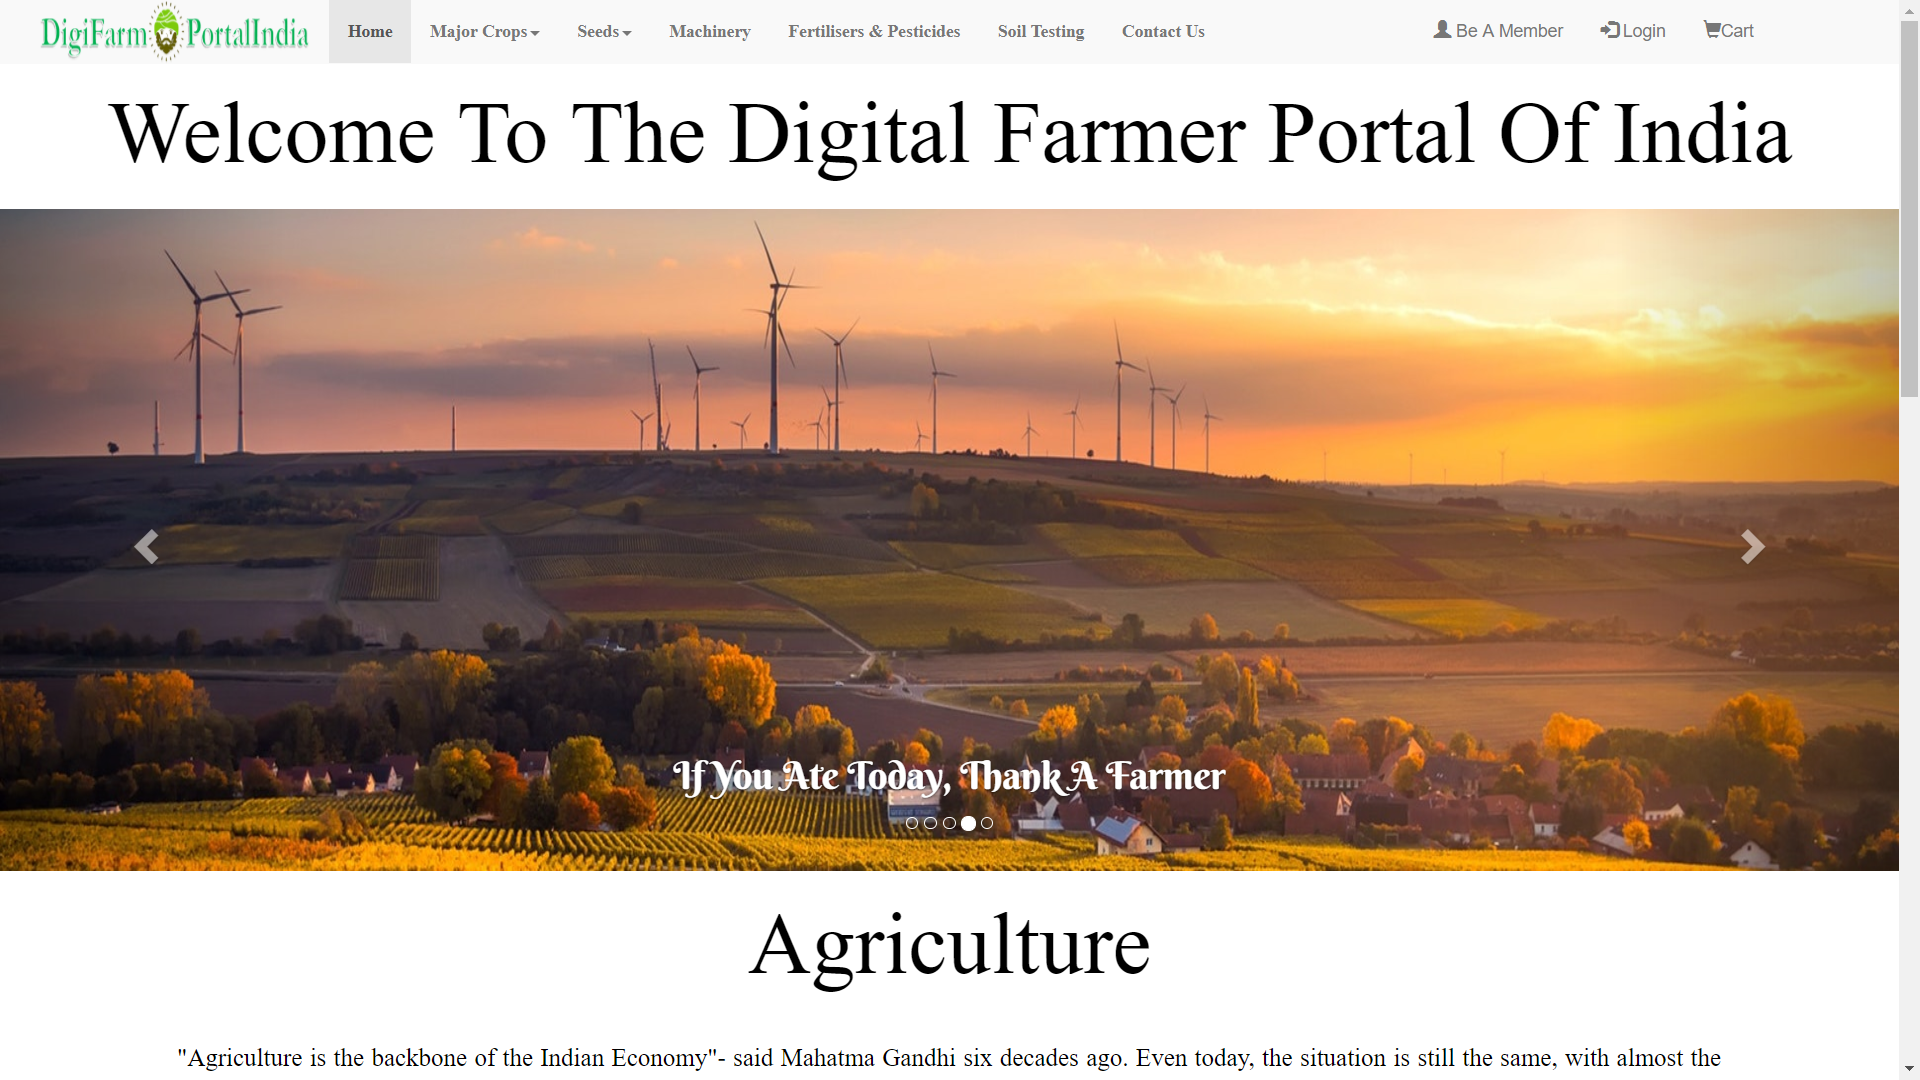 DigiFarm PortalIndia
Home Major Crops Seeds Machinery Fertilisers & Pesticides Soil Testing Contact Us Be A Member Login Cart
Welcome To The Digital Farmer Portal Of India
If You Ate Today, Thank A Farmer
Agriculture
"Agriculture is the backbone of the Indian Economy"- said Mahatma Gandhi six decades ago. Even today, the situation is still the same, with almost the